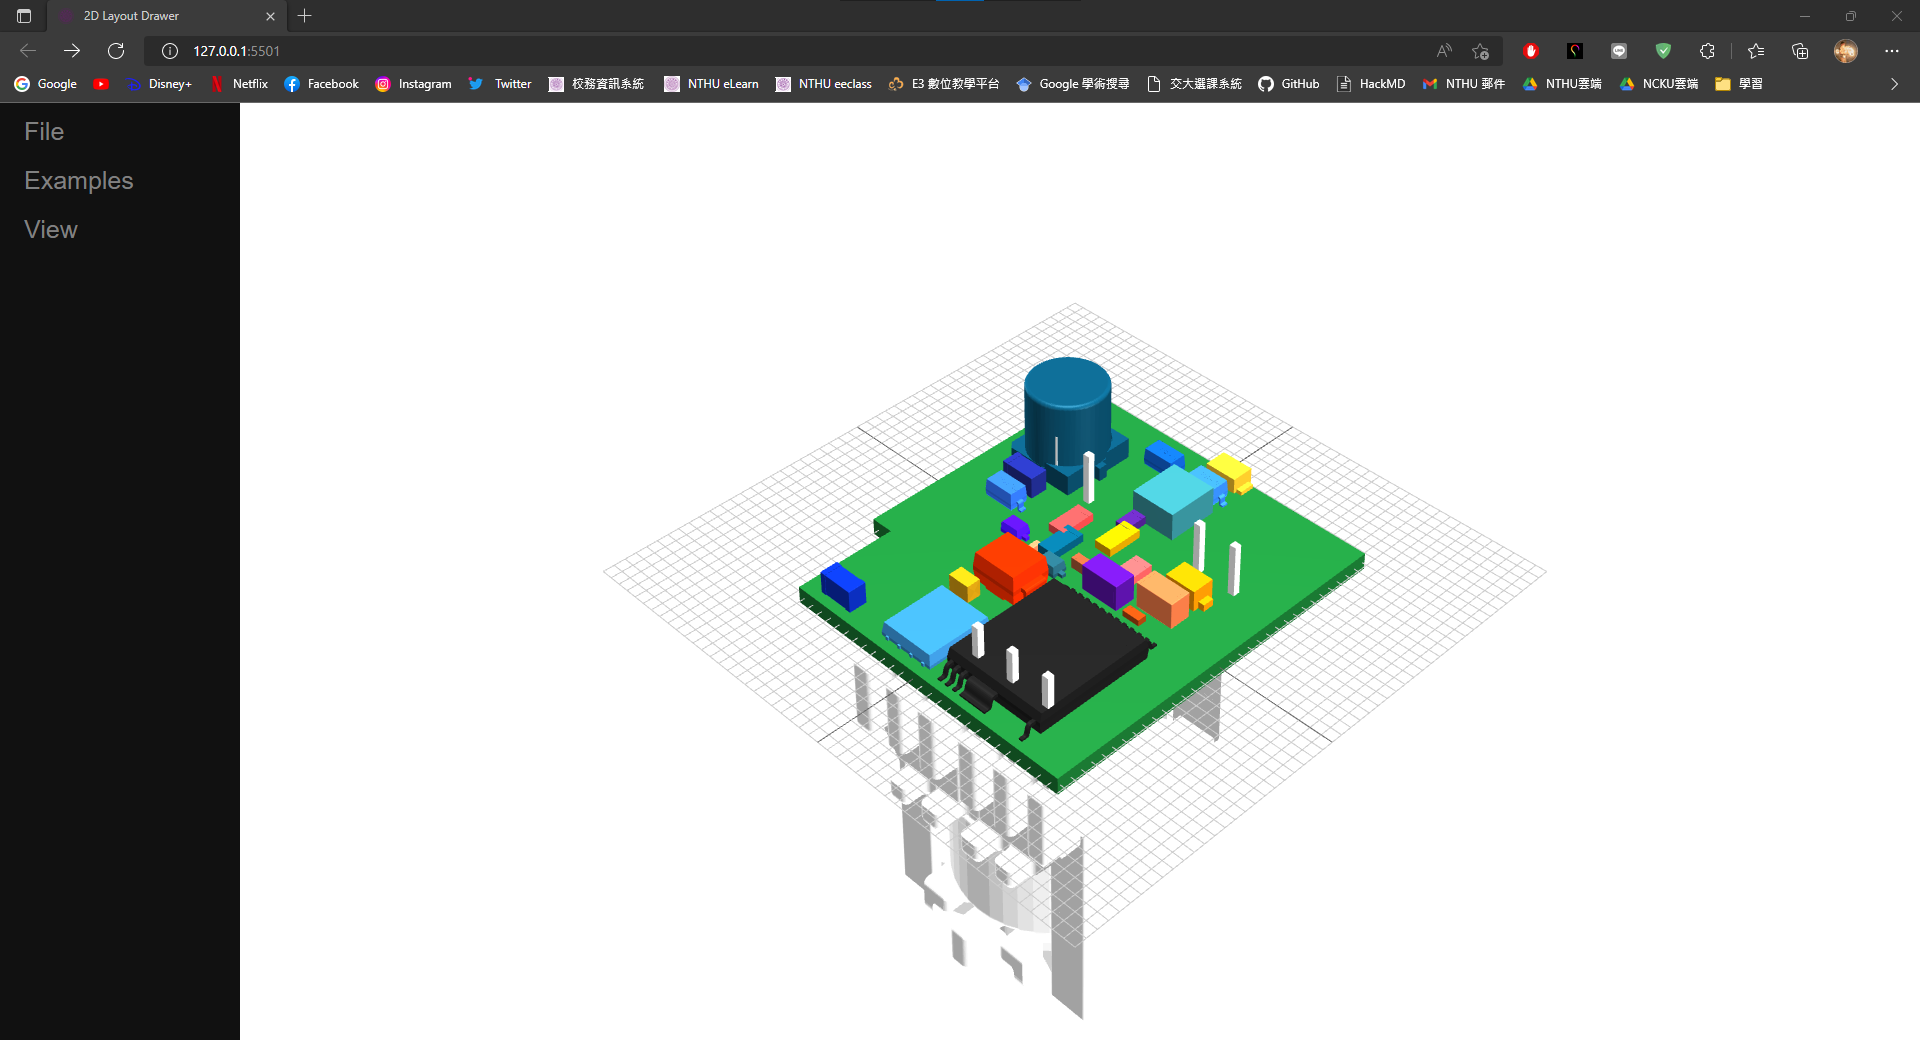 2D Layout Drawer
127.0.0.1:5501
Google Disney+ Netflix Facebook Instagram Twitter 校務資訊系統 NTHU eLearn NTHU eeclass E3 數位教學平台 Google 學術搜尋 交大選課系統 GitHub HackMD NTHU 郵件 NTHU雲端 NCKU雲端 學習
File
Examples
View